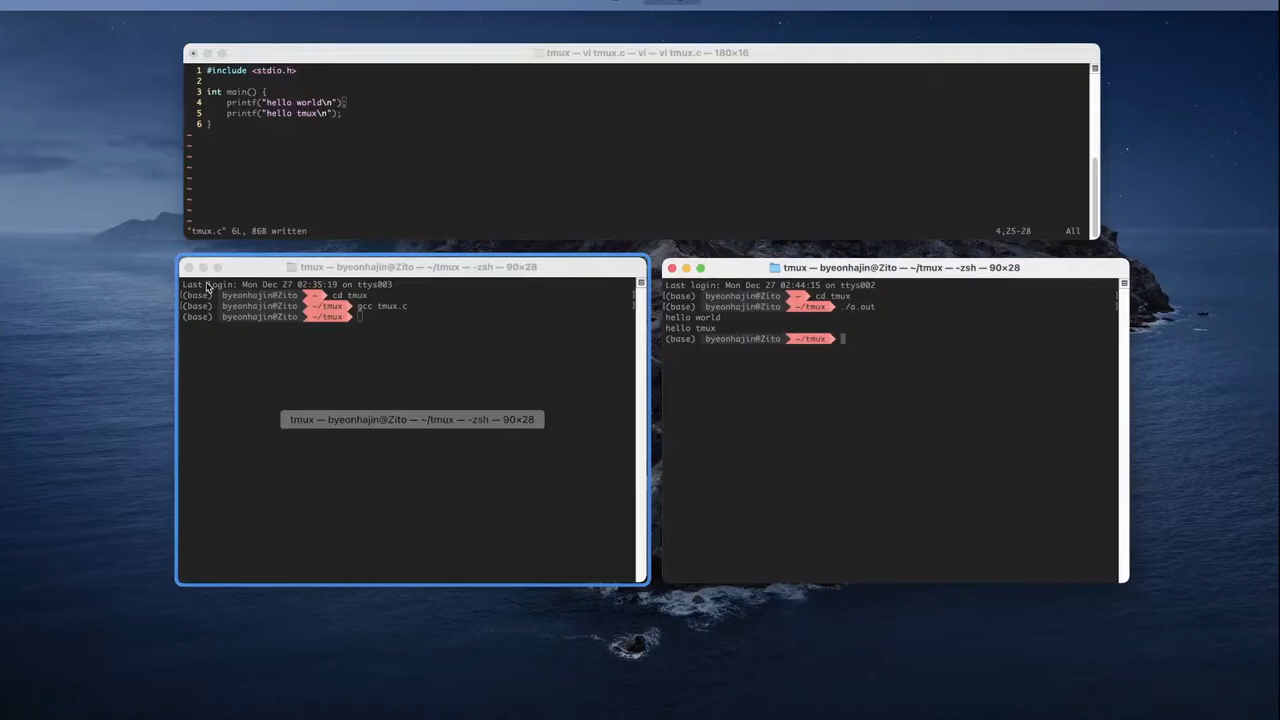 tmux — vi tmux.c — vi — vi tmux.c — 180×16
1 #include <stdio.h>
2
3 int main() {
4     printf("hello world\n");
5     printf("hello tmux\n");
6 }
~
~
~
~
~
~
~
~
~
"tmux.c" 6L, 86B written 4,25-28 All
tmux — byeonhajin@Zito — ~/tmux — -zsh — 90×28
Last login: Mon Dec 27 02:35:19 on ttys003
[(base) byeonhajin@Zito ~ cd tmux ]
[(base) byeonhajin@Zito ~/tmux gcc tmux.c ]
(base) byeonhajin@Zito ~/tmux
tmux — byeonhajin@Zito — ~/tmux — -zsh — 90×28
tmux — byeonhajin@Zito — ~/tmux — -zsh — 90×28
Last login: Mon Dec 27 02:44:15 on ttys002
[(base) byeonhajin@Zito ~ cd tmux ]
[(base) byeonhajin@Zito ~/tmux ./a.out ]
hello world
hello tmux
(base) byeonhajin@Zito ~/tmux